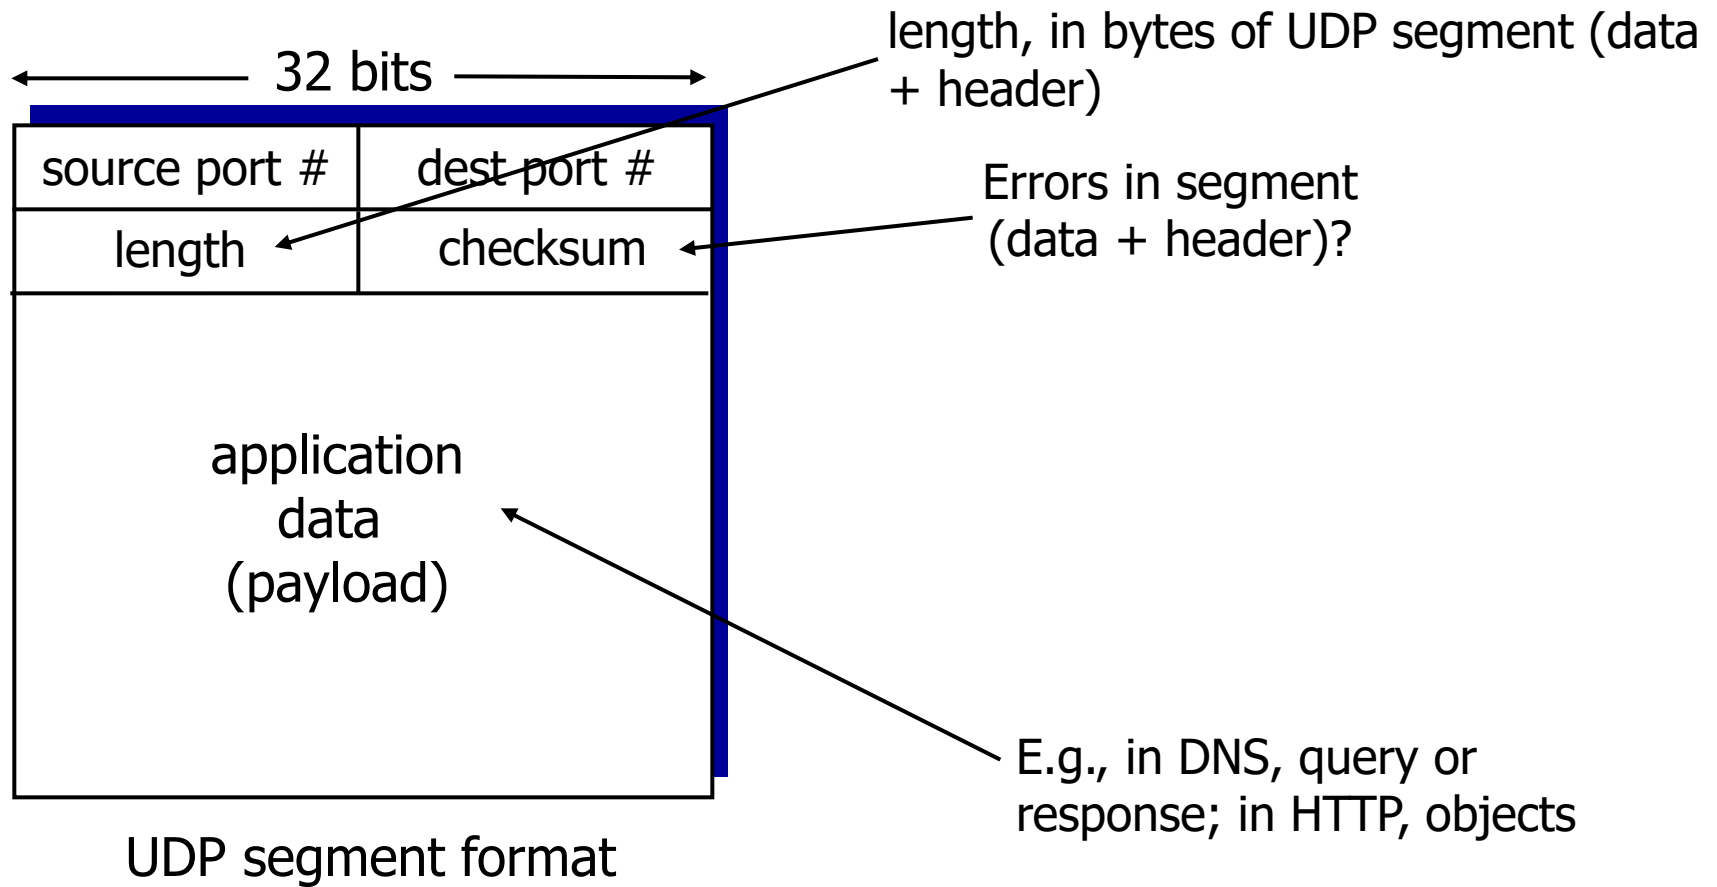 length, in bytes of UDP segment (data
+ header)
32 bits
source port #
dest port #
Errors in segment
(data + header)?
length
checksum
application
data
(payload)
E.g., in DNS, query or
response; in HTTP, objects
UDP segment format